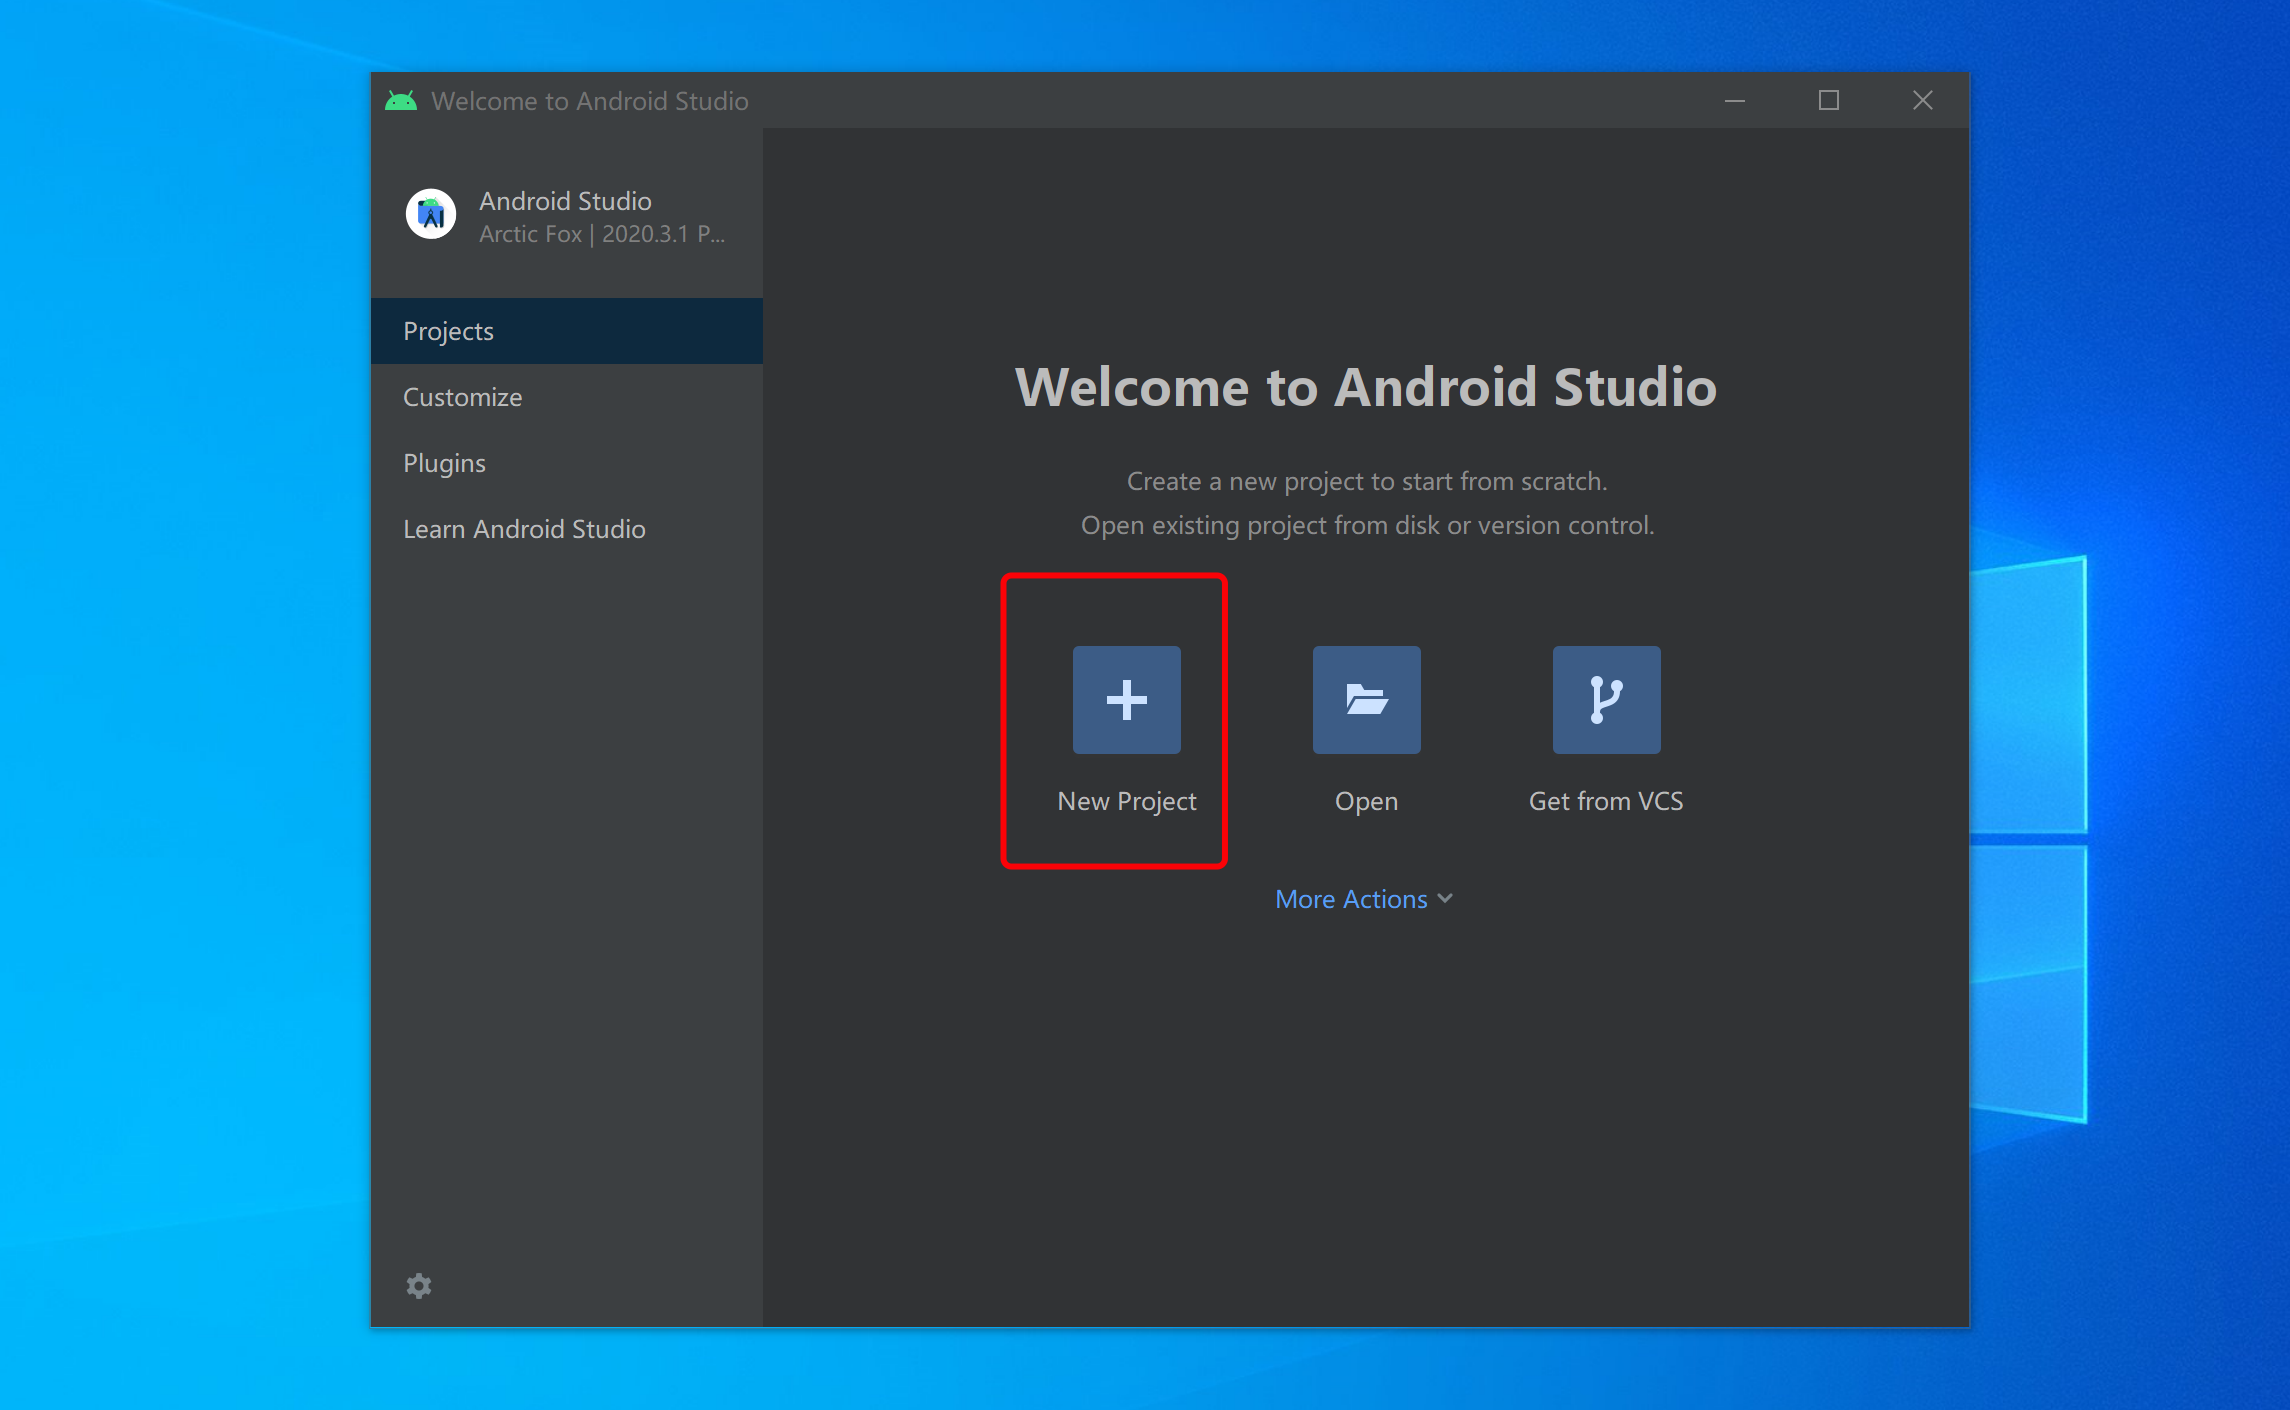 Welcome to Android Studio
Android Studio
Arctic Fox | 2020.3.1 P...
Projects
Customize
Plugins
Learn Android Studio
Welcome to Android Studio
Create a new project to start from scratch.
Open existing project from disk or version control.
New Project
Open
Get from VCS
More Actions